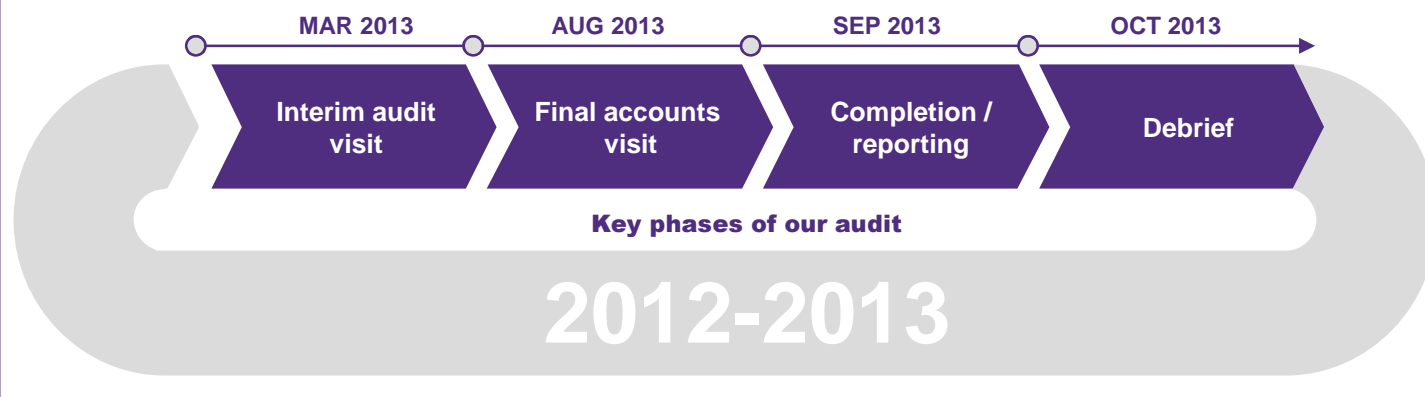 MAR 2013 AUG 2013 SEP 2013 OCT 2013
Interim audit
visit
Final accounts
visit
Completion /
reporting
Debrief
Key phases of our audit
2012-2013